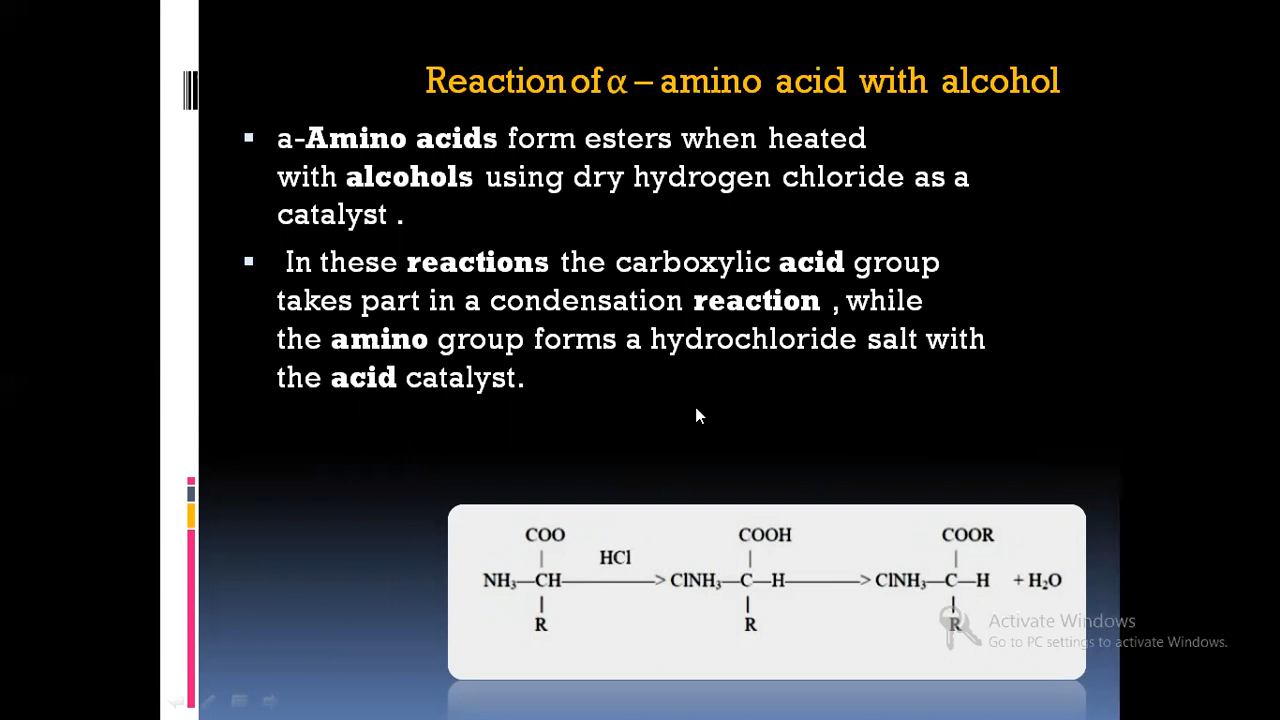 Reaction of α – amino acid with alcohol
a-Amino acids form esters when heated
with alcohols using dry hydrogen chloride as a
catalyst .
In these reactions the carboxylic acid group
takes part in a condensation reaction , while
the amino group forms a hydrochloride salt with
the acid catalyst.
COO COOH COOR
HCl
NH₃—CH——> ClNH₃—C—H——> ClNH₃—C—H + H₂O
R R R
Activate Windows
Go to PC settings to activate Windows.